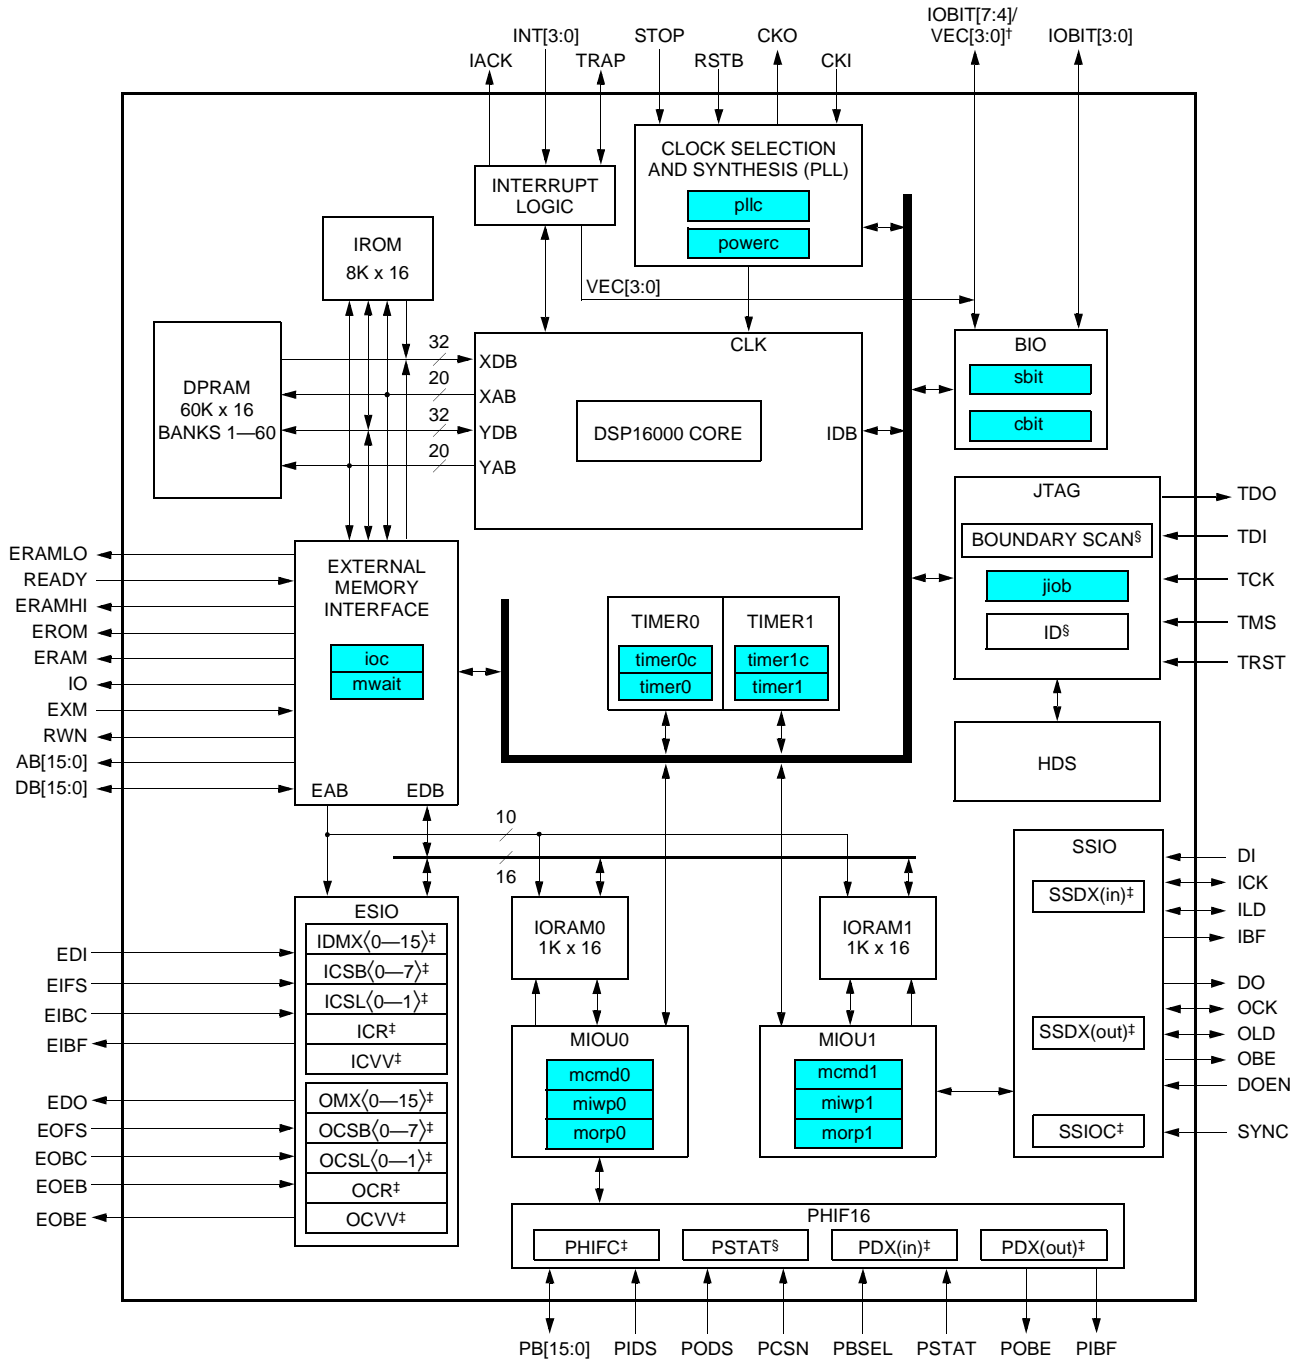 IOBIT[7:4]/
VEC[3:0]†
IOBIT[3:0]
INT[3:0]
STOP
CKO
IACK
TRAP
RSTB
CKI
CLOCK SELECTION
AND SYNTHESIS (PLL)
pllc
powerc
INTERRUPT
LOGIC
IROM
8K x 16
VEC[3:0]
DPRAM
60K x 16
BANKS 1—60
32
20
32
20
XDB
XAB
YDB
YAB
CLK
DSP16000 CORE
IDB
BIO
sbit
cbit
JTAG
BOUNDARY SCAN§
jiob
ID§
TDO
TDI
TCK
TMS
TRST
HDS
ERAMLO
READY
ERAMHI
EROM
ERAM
IO
EXM
RWN
AB[15:0]
DB[15:0]
EXTERNAL
MEMORY
INTERFACE
ioc
mwait
EAB
EDB
TIMER0
timer0c
timer0
TIMER1
timer1c
timer1
10
16
IORAM0
1K x 16
IORAM1
1K x 16
MIOU0
mcmd0
miwp0
morp0
MIOU1
mcmd1
miwp1
morp1
SSIO
SSDX(in)‡
SSDX(out)‡
SSIOC‡
DI
ICK
ILD
IBF
DO
OCK
OLD
OBE
DOEN
SYNC
ESIO
IDMX⟨0—15⟩‡
ICSB⟨0—7⟩‡
ICSL⟨0—1⟩‡
ICR‡
ICVV‡
OMX⟨0—15⟩‡
OCSB⟨0—7⟩‡
OCSL⟨0—1⟩‡
OCR‡
OCVV‡
EDI
EIFS
EIBC
EIBF
EDO
EOFS
EOBC
EOEB
EOBE
PHIF16
PHIFC‡
PSTAT§
PDX(in)‡
PDX(out)‡
PB[15:0]
PIDS
PODS
PCSN
PBSEL
PSTAT
POBE
PIBF